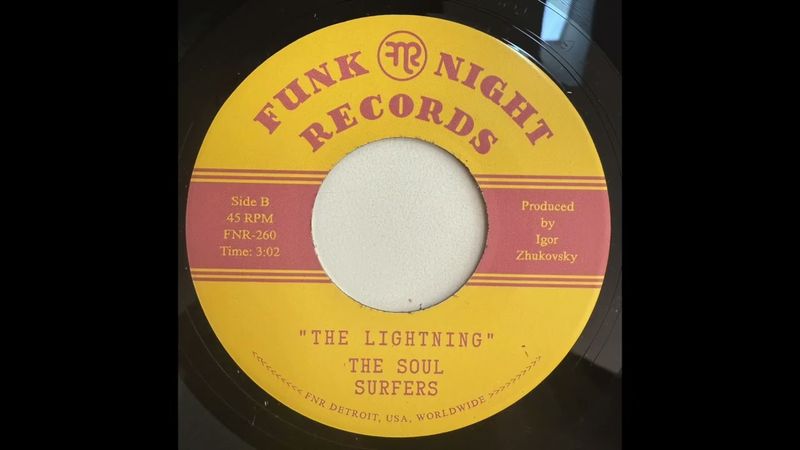 FUNK NIGHT
RECORDS
Side B
45 RPM
FNR-260
Time: 3:02
Produced
by
Igor
Zhukovsky
"THE LIGHTNING"
THE SOUL
SURFERS
<<<<<<<<<<<< FNR DETROIT, USA, WORLDWIDE >>>>>>>>>>>>